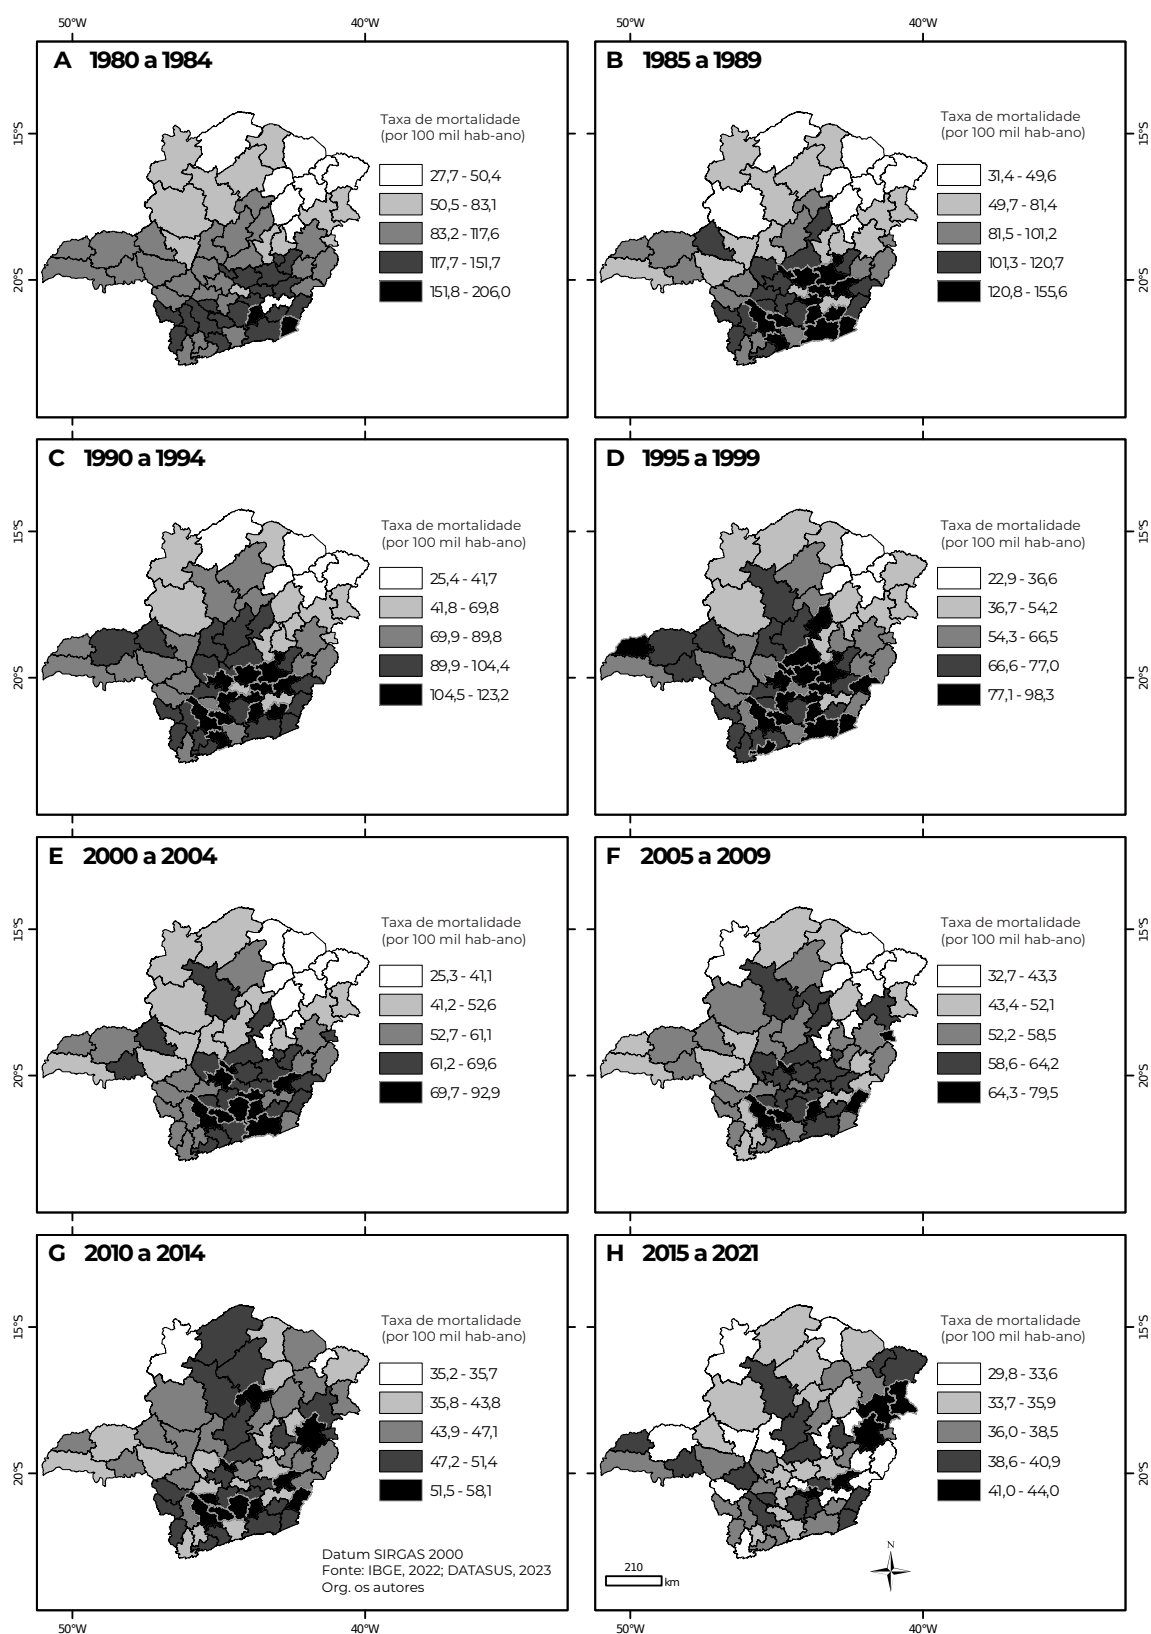 50°W
40°W
50°W
40°W
A 1980 a 1984
B 1985 a 1989
Taxa de mortalidade
(por 100 mil hab-ano)
27,7 - 50,4
50,5 - 83,1
83,2 - 117,6
117,7 - 151,7
151,8 - 206,0
Taxa de mortalidade
(por 100 mil hab-ano)
31,4 - 49,6
49,7 - 81,4
81,5 - 101,2
101,3 - 120,7
120,8 - 155,6
15°S
20°S
15°S
20°S
C 1990 a 1994
D 1995 a 1999
Taxa de mortalidade
(por 100 mil hab-ano)
25,4 - 41,7
41,8 - 69,8
69,9 - 89,8
89,9 - 104,4
104,5 - 123,2
Taxa de mortalidade
(por 100 mil hab-ano)
22,9 - 36,6
36,7 - 54,2
54,3 - 66,5
66,6 - 77,0
77,1 - 98,3
15°S
20°S
15°S
20°S
E 2000 a 2004
F 2005 a 2009
Taxa de mortalidade
(por 100 mil hab-ano)
25,3 - 41,1
41,2 - 52,6
52,7 - 61,1
61,2 - 69,6
69,7 - 92,9
Taxa de mortalidade
(por 100 mil hab-ano)
32,7 - 43,3
43,4 - 52,1
52,2 - 58,5
58,6 - 64,2
64,3 - 79,5
15°S
20°S
15°S
20°S
G 2010 a 2014
H 2015 a 2021
Taxa de mortalidade
(por 100 mil hab-ano)
35,2 - 35,7
35,8 - 43,8
43,9 - 47,1
47,2 - 51,4
51,5 - 58,1
Taxa de mortalidade
(por 100 mil hab-ano)
29,8 - 33,6
33,7 - 35,9
36,0 - 38,5
38,6 - 40,9
41,0 - 44,0
15°S
20°S
15°S
20°S
Datum SIRGAS 2000
Fonte: IBGE, 2022; DATASUS, 2023
Org. os autores
210
km
N
50°W
40°W
50°W
40°W